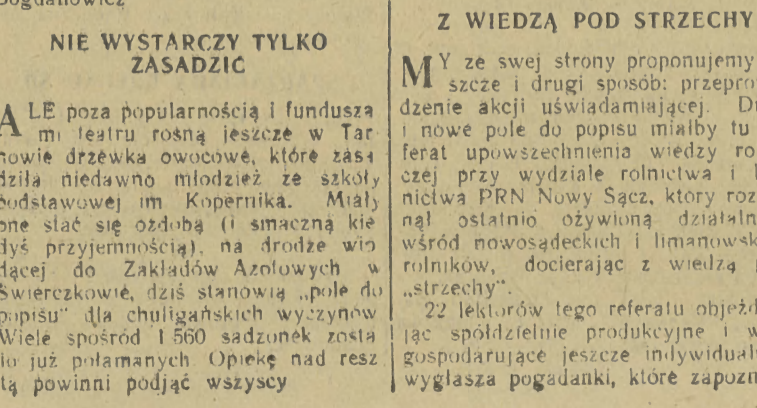 Bogdanowicz
NIE WYSTARCZY TYLKO
ZASADZIĆ
ALE poza popularnością i fundusza
mi teatru rosną jeszcze w Tar
nowie drzewka owocowe, które zasa
dziła niedawno młodzież ze szkoły
podstawowej im Kopernika. Miały
one stać się ozdobą (i smaczną kie
dyś przyjemnością), na drodze wio
dącej do Zakładów Azotowych w
Świerczkowie, dziś stanowią „pole do
popisu" dla chuligańskich wyczynów
Wiele spośród 1 560 sadzonek zosta
ło już połamanych Opiekę nad resz
tą powinni podjąć wszyscy
Z WIEDZĄ POD STRZECHY
MY ze swej strony proponujemy
szcze i drugi sposób: przepro
dzenie akcji uświadamiającej. Du
i nowe pole do popisu miałby tu
ferat upowszechnienia wiedzy ro
czej przy wydziale rolnictwa i
nictwa PRN Nowy Sącz, który roz
nął ostatnio ożywioną działaln
wśród nowosądeckich i limanowsk
rolników, docierając z wiedzą
„strzechy".
22 lektorów tego referatu objeżd
jąc spółdzielnie produkcyjne i w
gospodarujące jeszcze indywidual
wygłasza pogadanki, które zapozn